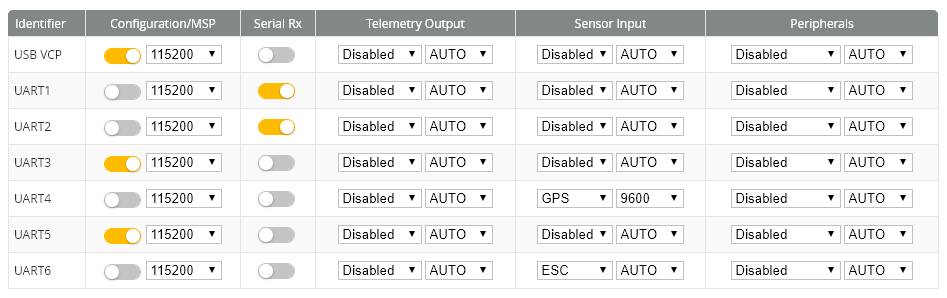 Identifier Configuration/MSP Serial Rx Telemetry Output Sensor Input Peripherals
USB VCP 115200 Disabled AUTO Disabled AUTO Disabled AUTO
UART1 115200 Disabled AUTO Disabled AUTO Disabled AUTO
UART2 115200 Disabled AUTO Disabled AUTO Disabled AUTO
UART3 115200 Disabled AUTO Disabled AUTO Disabled AUTO
UART4 115200 Disabled AUTO GPS 9600 Disabled AUTO
UART5 115200 Disabled AUTO Disabled AUTO Disabled AUTO
UART6 115200 Disabled AUTO ESC AUTO Disabled AUTO